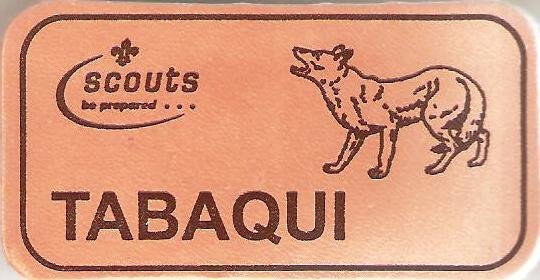 scouts
be prepared . . .
TABAQUI